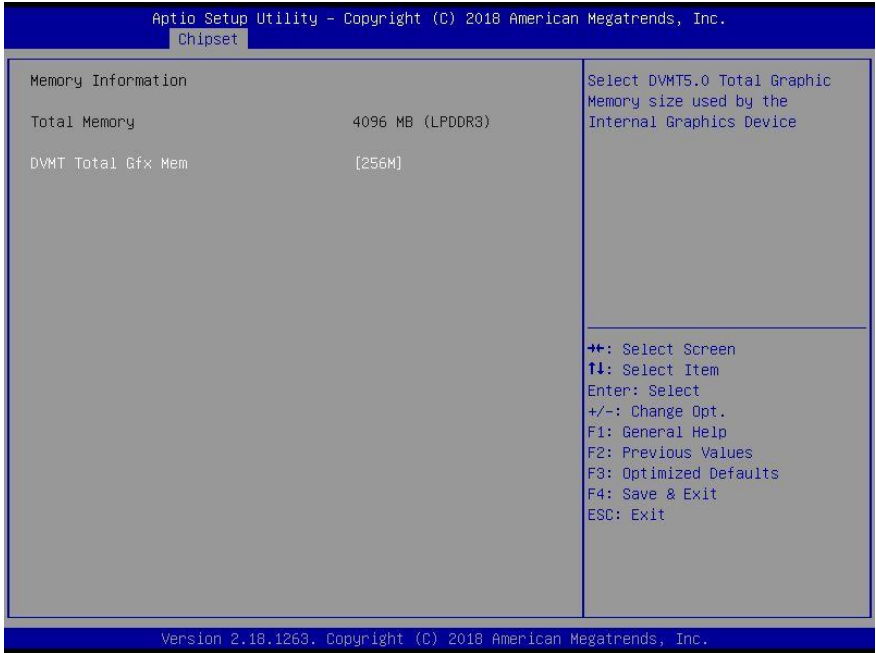 Aptio Setup Utility – Copyright (C) 2018 American Megatrends, Inc.
Chipset
Memory Information
Total Memory 4096 MB (LPDDR3)
DVMT Total Gfx Mem [256M]
Select DVMT5.0 Total Graphic
Memory size used by the
Internal Graphics Device
→←: Select Screen
↑↓: Select Item
Enter: Select
+/-: Change Opt.
F1: General Help
F2: Previous Values
F3: Optimized Defaults
F4: Save & Exit
ESC: Exit
Version 2.18.1263. Copyright (C) 2018 American Megatrends, Inc.